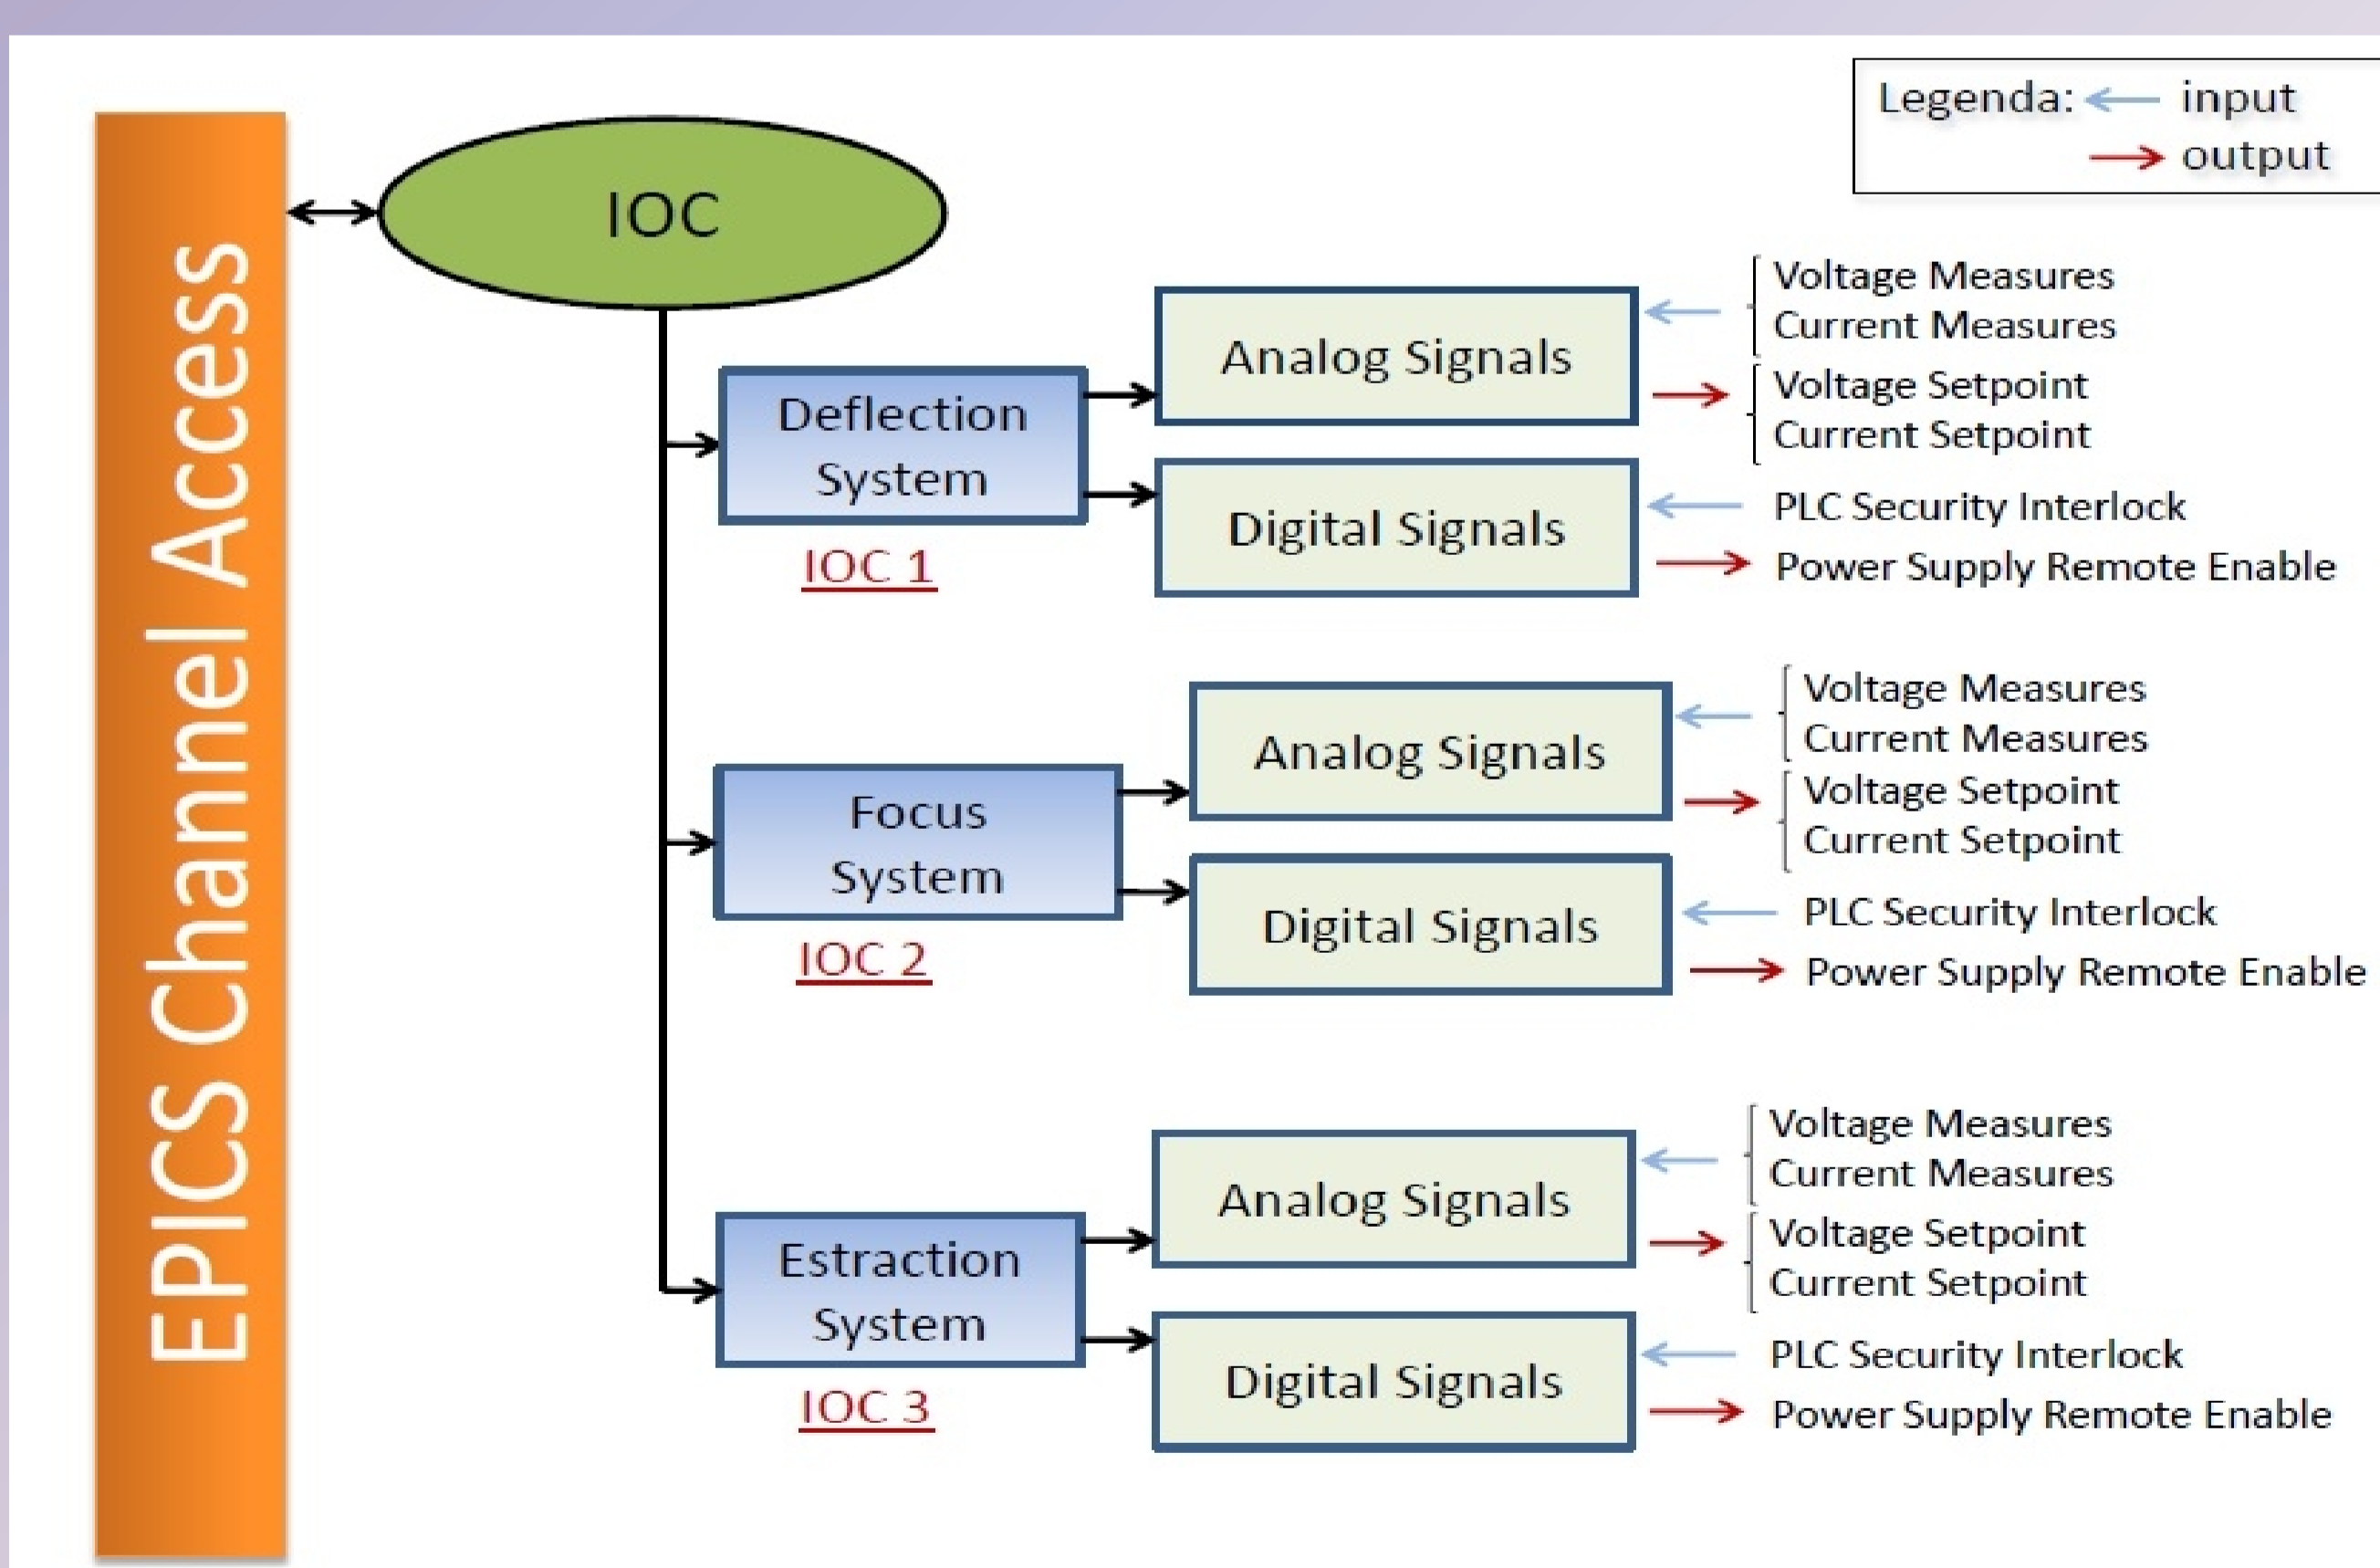 Legenda: input
output
EPICS Channel Access
IOC
Deflection
System
IOC 1
Analog Signals
Voltage Measures
Current Measures
Voltage Setpoint
Current Setpoint
Digital Signals
PLC Security Interlock
Power Supply Remote Enable
Focus
System
IOC 2
Analog Signals
Voltage Measures
Current Measures
Voltage Setpoint
Current Setpoint
Digital Signals
PLC Security Interlock
Power Supply Remote Enable
Estraction
System
IOC 3
Analog Signals
Voltage Measures
Current Measures
Voltage Setpoint
Current Setpoint
Digital Signals
PLC Security Interlock
Power Supply Remote Enable